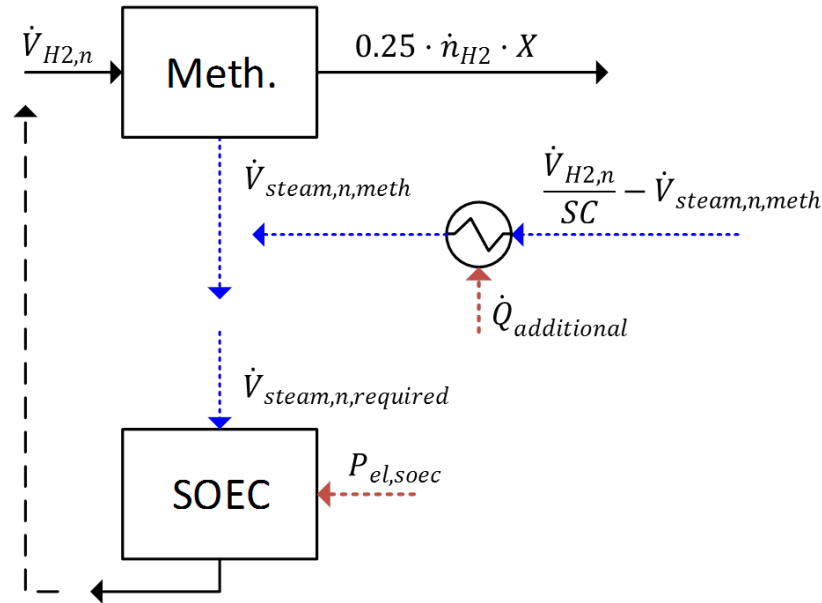 V̇_{H2,n}
Meth.
0.25 · ṅ_{H2} · X
V̇_{steam,n,meth}
V̇_{H2,n}/SC − V̇_{steam,n,meth}
Q̇_{additional}
V̇_{steam,n,required}
SOEC
P_{el,soec}